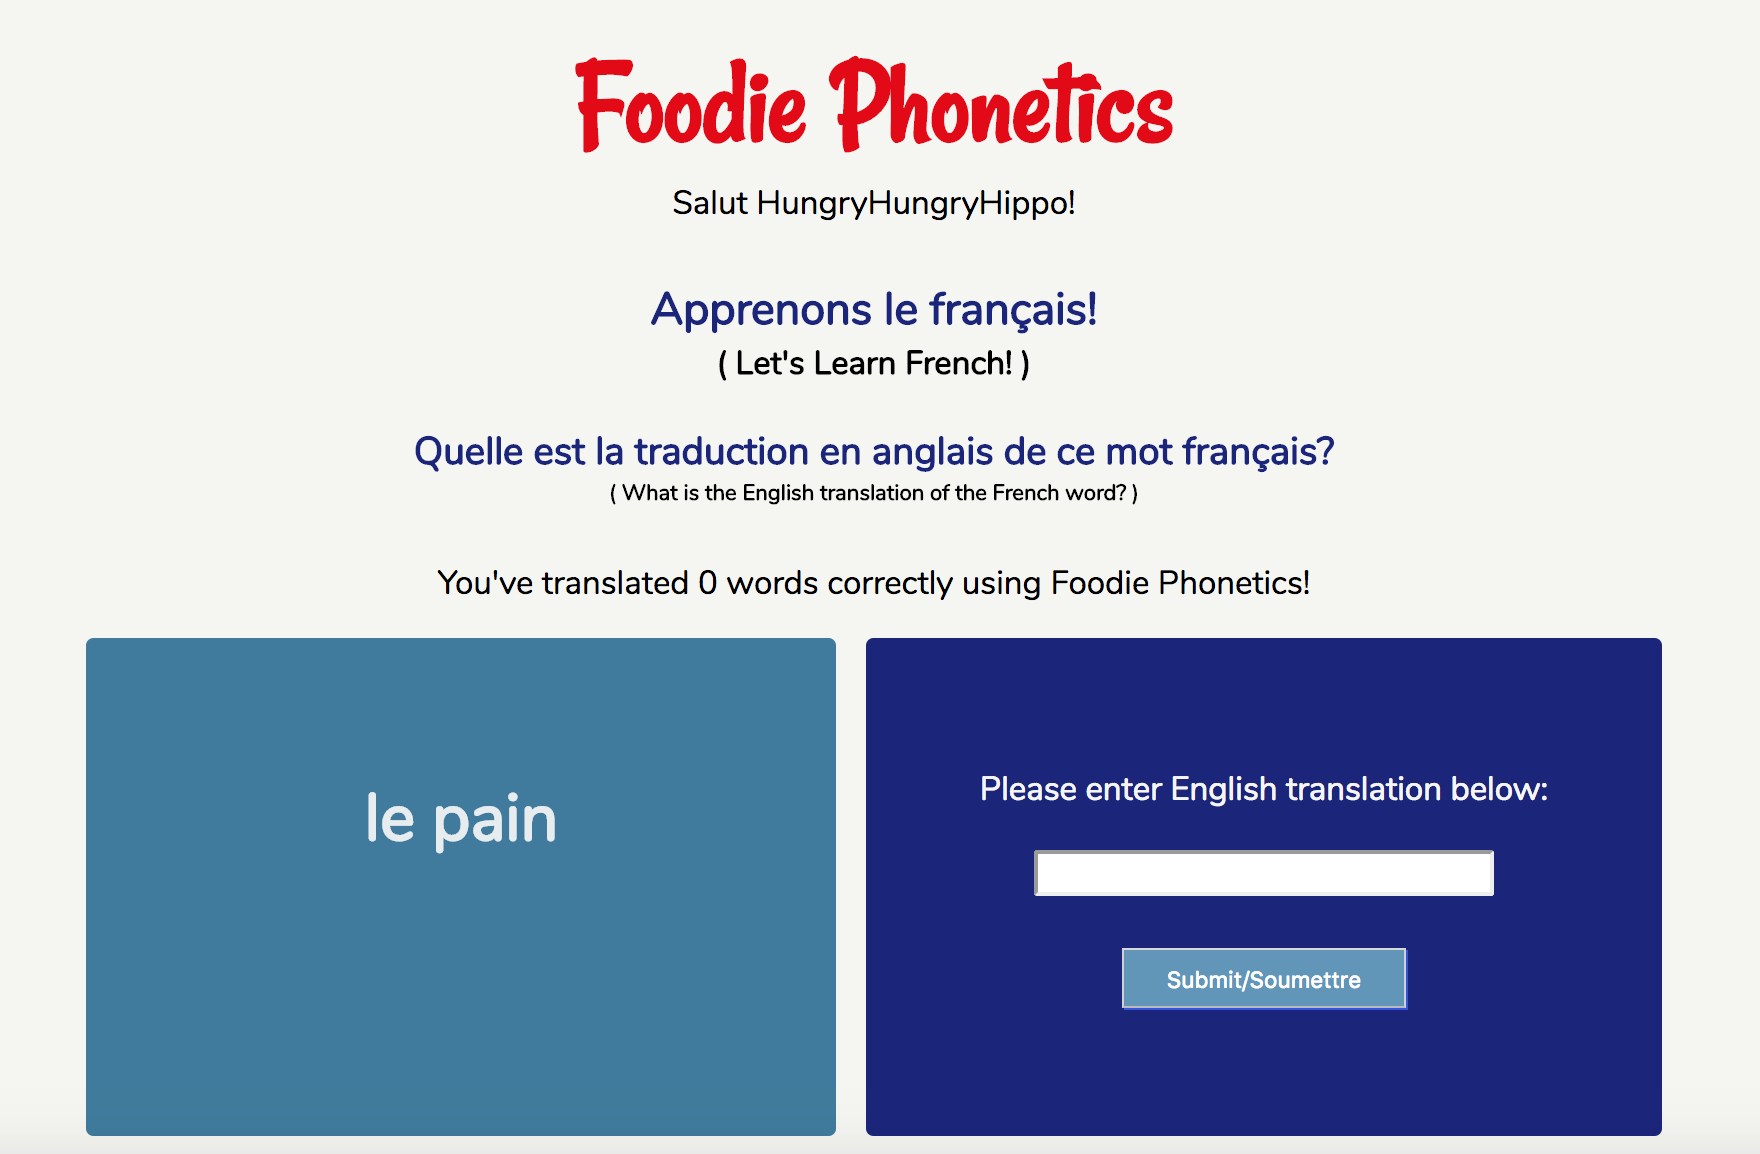 Foodie Phonetics
Salut HungryHungryHippo!
Apprenons le français!
( Let's Learn French! )
Quelle est la traduction en anglais de ce mot français?
( What is the English translation of the French word? )
You've translated 0 words correctly using Foodie Phonetics!
le pain
Please enter English translation below:
Submit/Soumettre